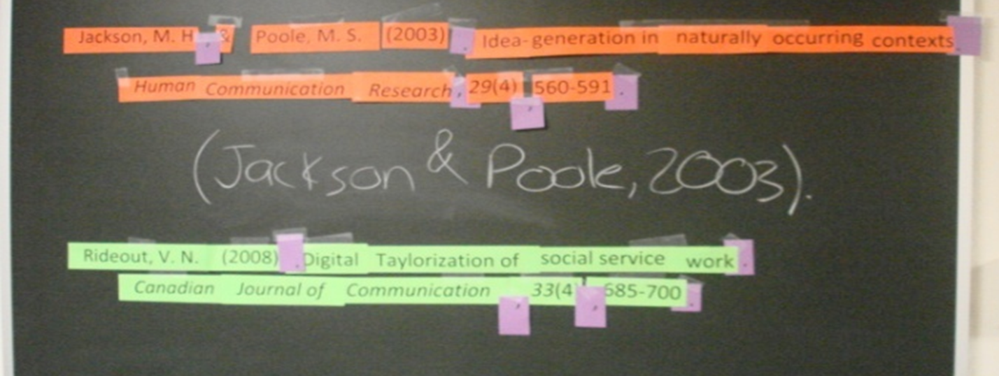 Jackson, M. H, & Poole, M. S. (2003). Idea-generation in naturally occurring contexts.
Human Communication Research, 29(4), 560-591.
(Jackson & Poole, 2003).
Rideout, V. N. (2008). Digital Taylorization of social service work.
Canadian Journal of Communication, 33(4, 685-700.